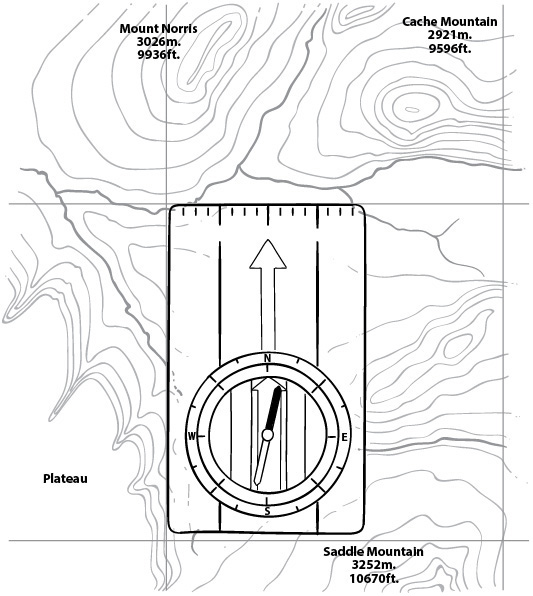 Mount Norris
3026m.
9936ft.
Cache Mountain
2921m.
9596ft.
N
W
E
S
Plateau
Saddle Mountain
3252m.
10670ft.